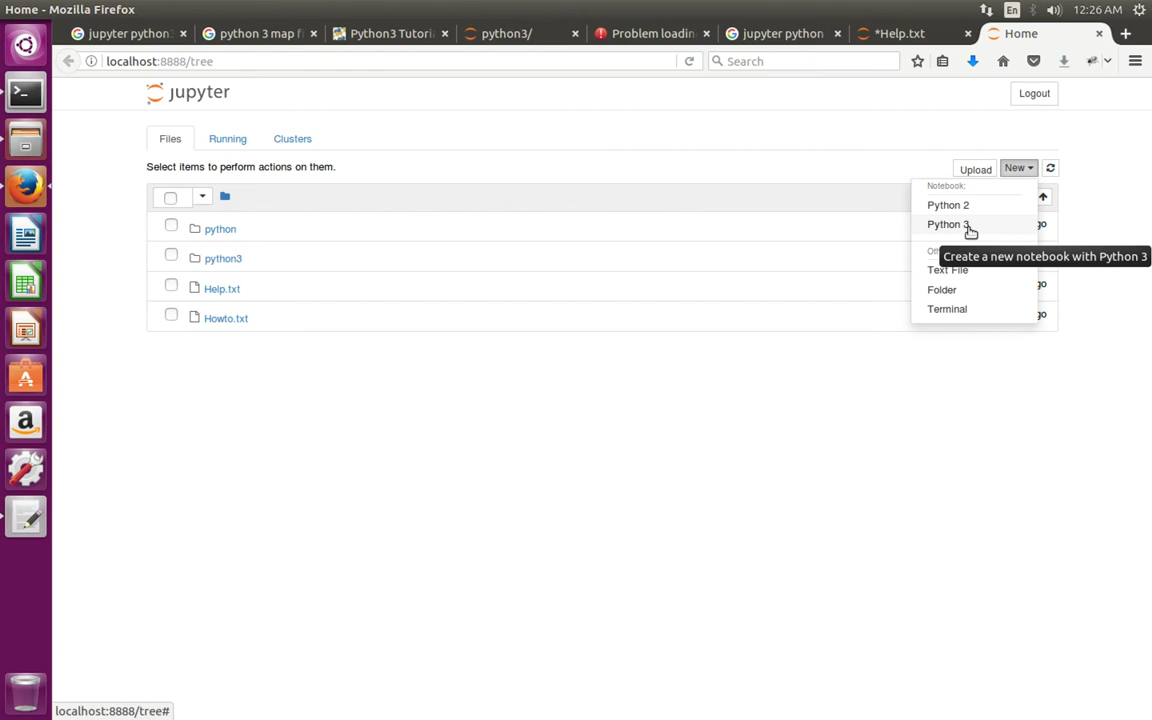 Home - Mozilla Firefox
En
12:26 AM
jupyter python
python 3 map f
Python3 Tutori
python3/
Problem loadin
jupyter python
*Help.txt
Home
localhost:8888/tree
Search
jupyter
Logout
Files
Running
Clusters
Select items to perform actions on them.
Upload
New
Notebook:
Python 2
python
Python 3
go
Create a new notebook with Python 3
python3
Text File
Help.txt
Folder
go
Terminal
Howto.txt
go
localhost:8888/tree#